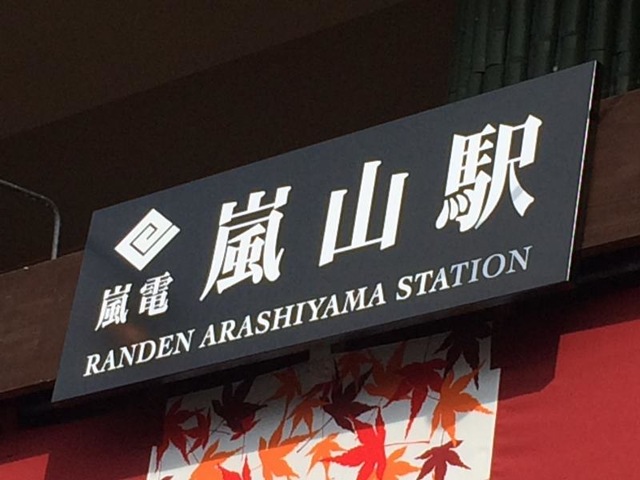 嵐電
嵐山駅
RANDEN ARASHIYAMA STATION